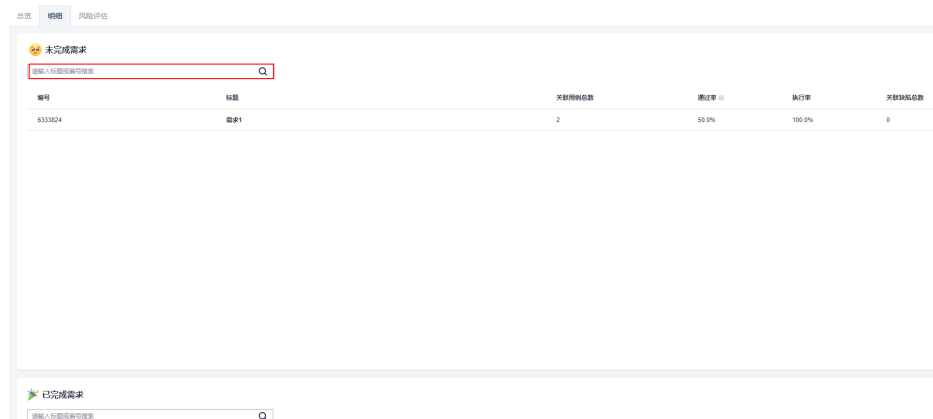 总览 明细 风险评估
未完成需求
请输入标题或编号搜索
编号 标题 关联用例总数 通过率 执行率 关联缺陷总数
6333824 需求1 2 50.0% 100.0% 0
已完成需求
请输入标题或编号搜索